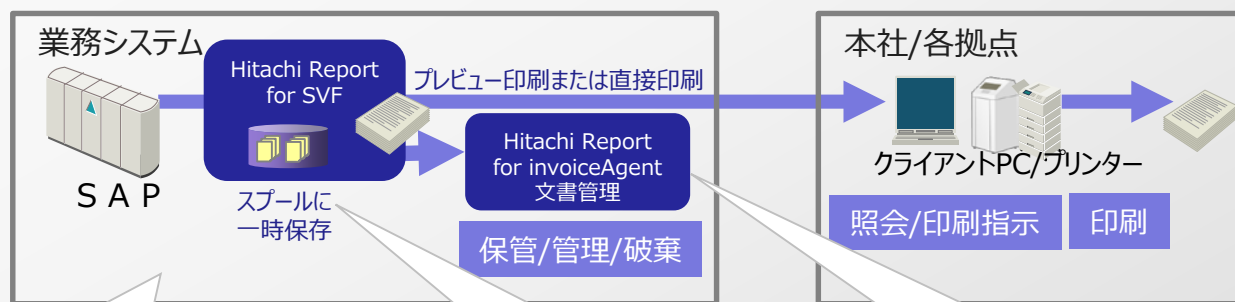 業務システム
Hitachi Report
for SVF
プレビュー印刷または直接印刷
Hitachi Report
for invoiceAgent
文書管理
SAP
スプールに
一時保存
保管/管理/破棄
本社/各拠点
クライアントPC/プリンター
照会/印刷指示
印刷